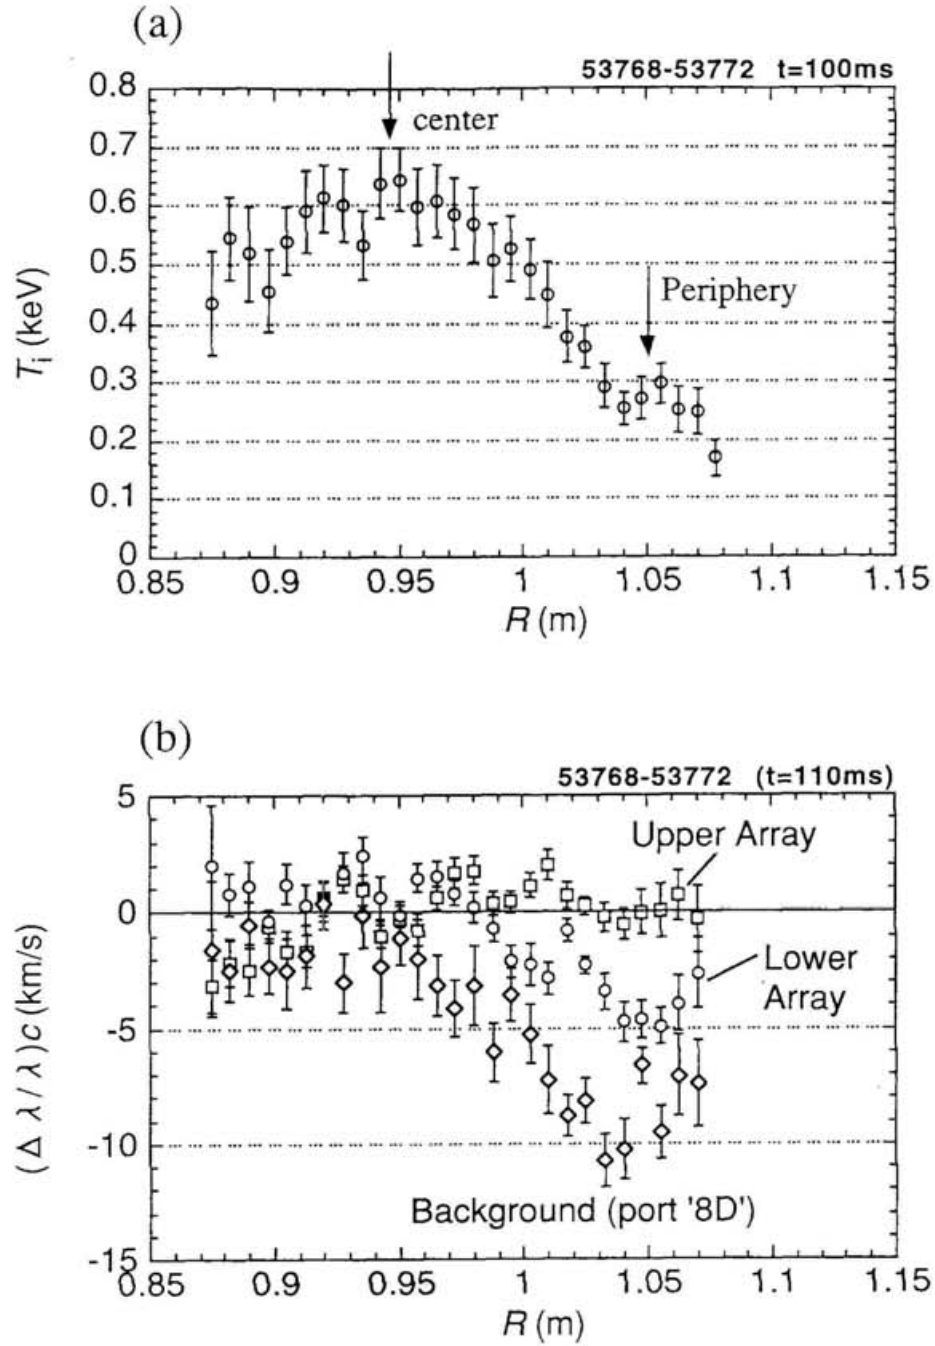 (a)
53768-53772 t=100ms
center
Periphery
0.8
0.7
0.6
0.5
0.4
0.3
0.2
0.1
0
T_i (keV)
0.85 0.9 0.95 1 1.05 1.1 1.15
R (m)
(b)
53768-53772 (t=110ms)
Upper Array
Lower
Array
Background (port '8D')
5
0
-5
-10
-15
(Δ λ / λ) c (km/s)
0.85 0.9 0.95 1 1.05 1.1 1.15
R (m)